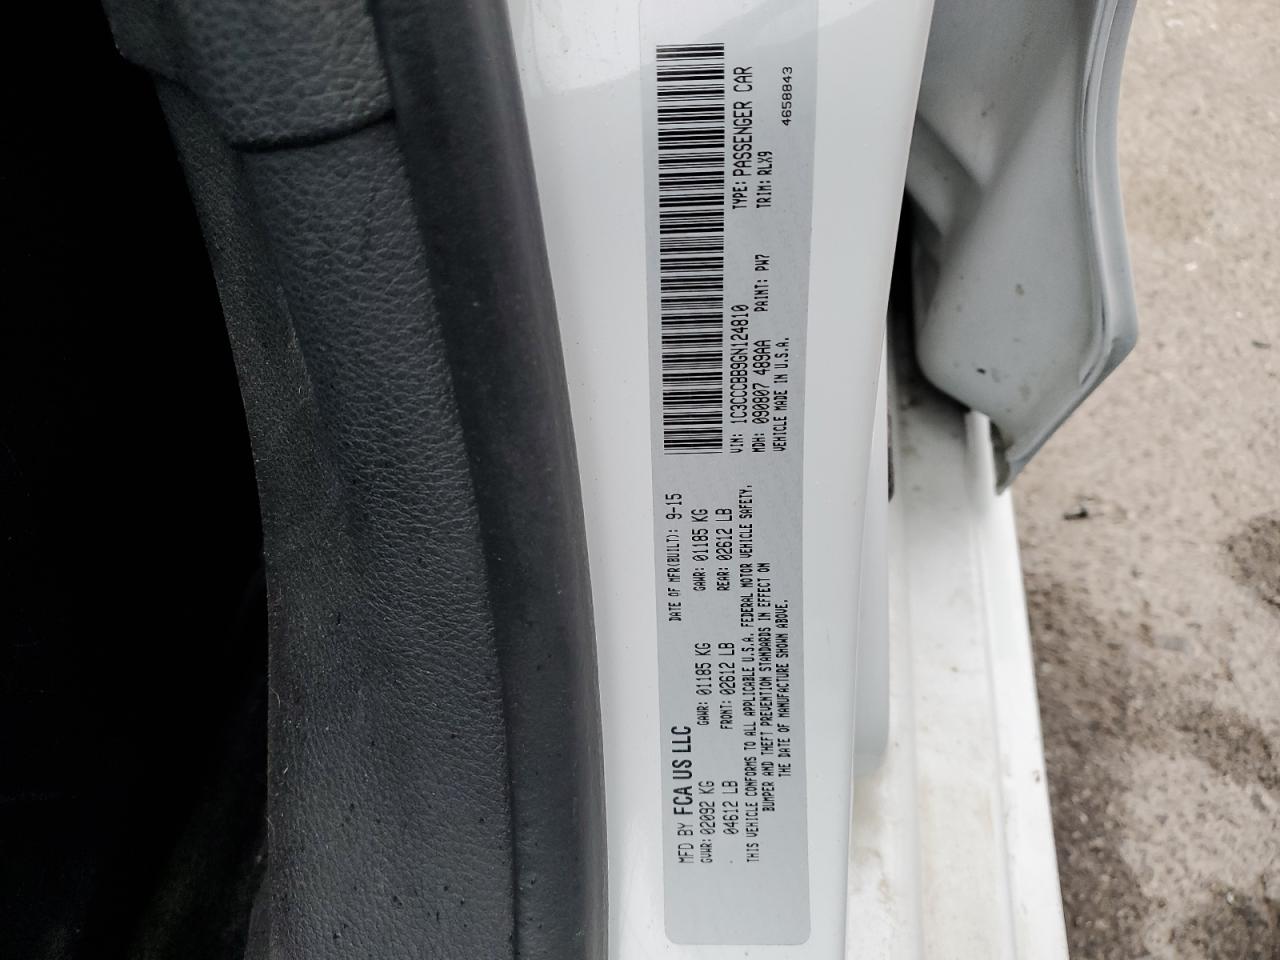 MFD BY FCA US LLC
DATE OF MFR(BUILT): 9-15
GVWR: 02092 KG
GAWR: 01185 KG
GAWR: 01185 KG
04612 LB
FRONT: 02612 LB
REAR: 02612 LB
THIS VEHICLE CONFORMS TO ALL APPLICABLE U.S.A. FEDERAL MOTOR VEHICLE SAFETY,
BUMPER AND THEFT PREVENTION STANDARDS IN EFFECT ON
THE DATE OF MANUFACTURE SHOWN ABOVE.
VIN: 1C3CCCBB9GN124810
TYPE: PASSENGER CAR
MDH: 090807 489AA
PAINT: PW7
TRIM: RLX9
VEHICLE MADE IN U.S.A.
4658843